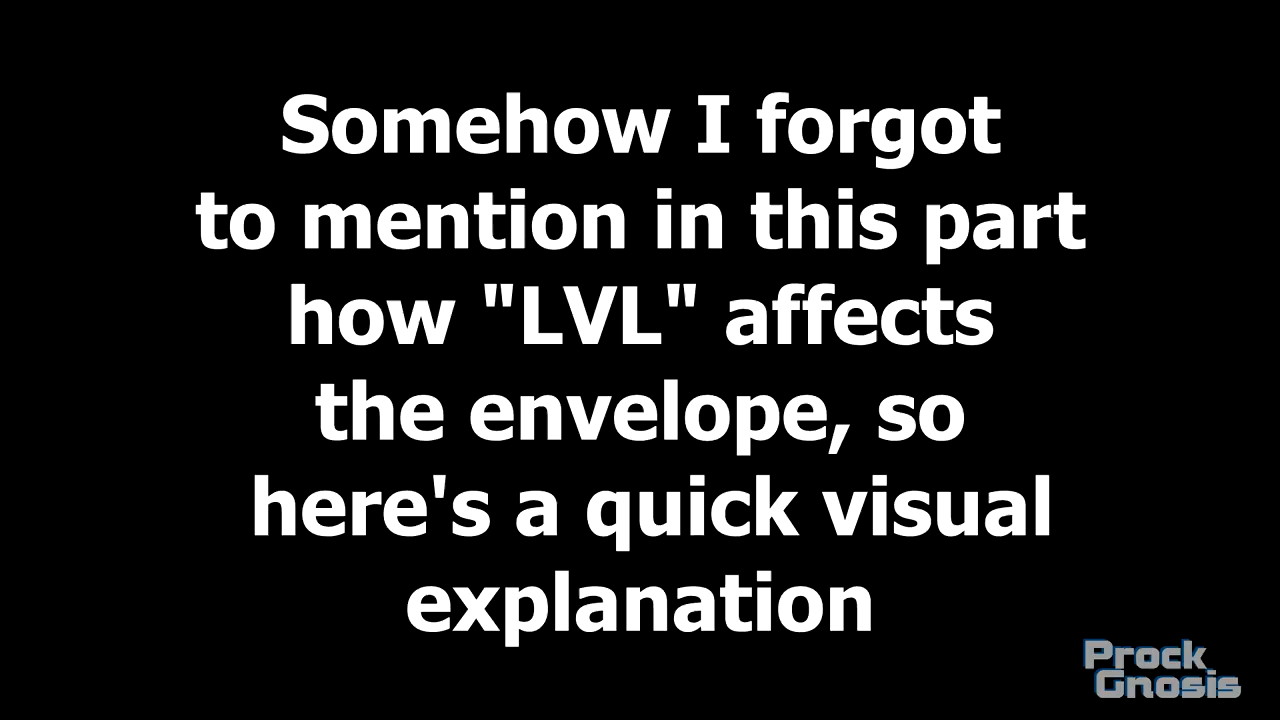 Somehow I forgot
to mention in this part
how "LVL" affects
the envelope, so
here's a quick visual
explanation
Prock
Gnosis